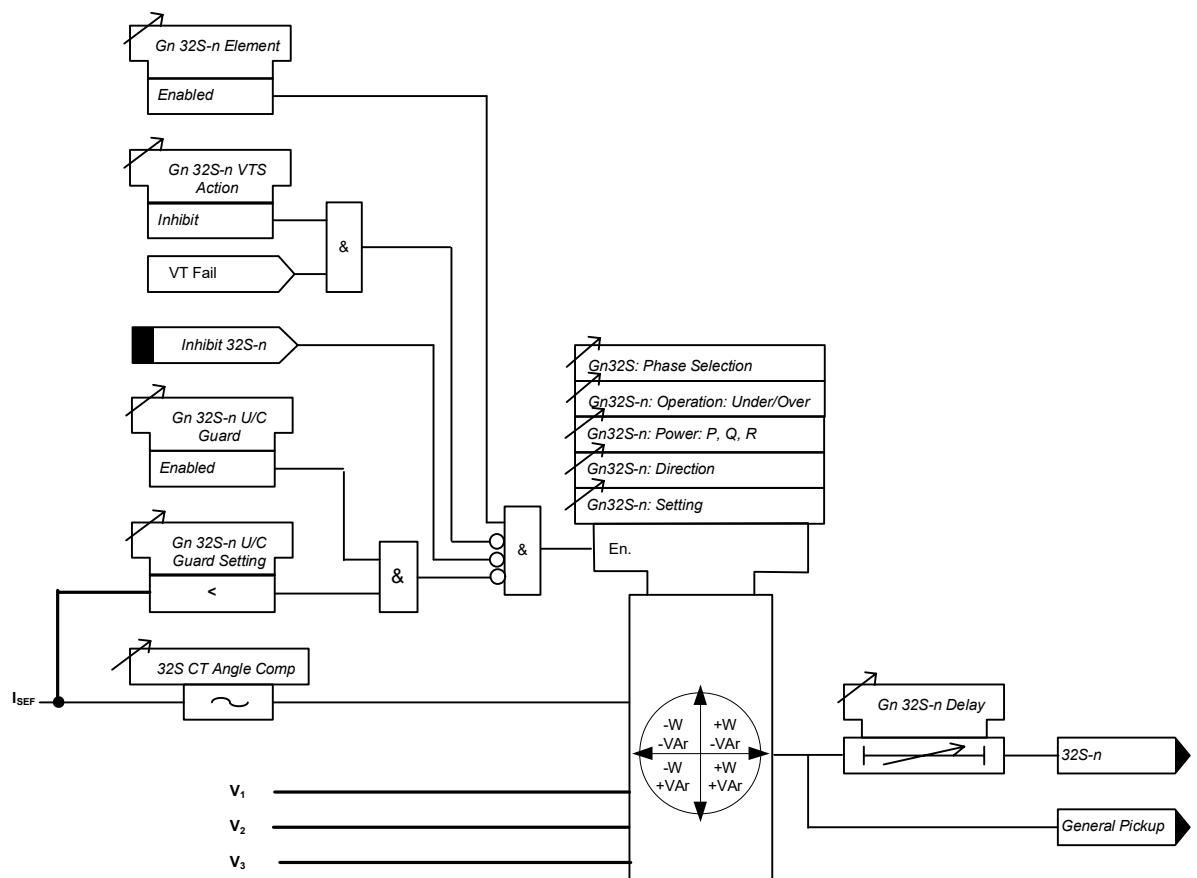 Gn 32S-n Element
Enabled
Gn 32S-n VTS
Action
Inhibit
&
VT Fail
Inhibit 32S-n
Gn 32S-n U/C
Guard
Enabled
Gn 32S-n U/C
Guard Setting
<
&
&
Gn32S: Phase Selection
Gn32S-n: Operation: Under/Over
Gn32S-n: Power: P, Q, R
Gn32S-n: Direction
Gn32S-n: Setting
En.
32S CT Angle Comp
ISEF
-W
-VAr
+W
-VAr
-W
+VAr
+W
+VAr
Gn 32S-n Delay
32S-n
General Pickup
V1
V2
V3